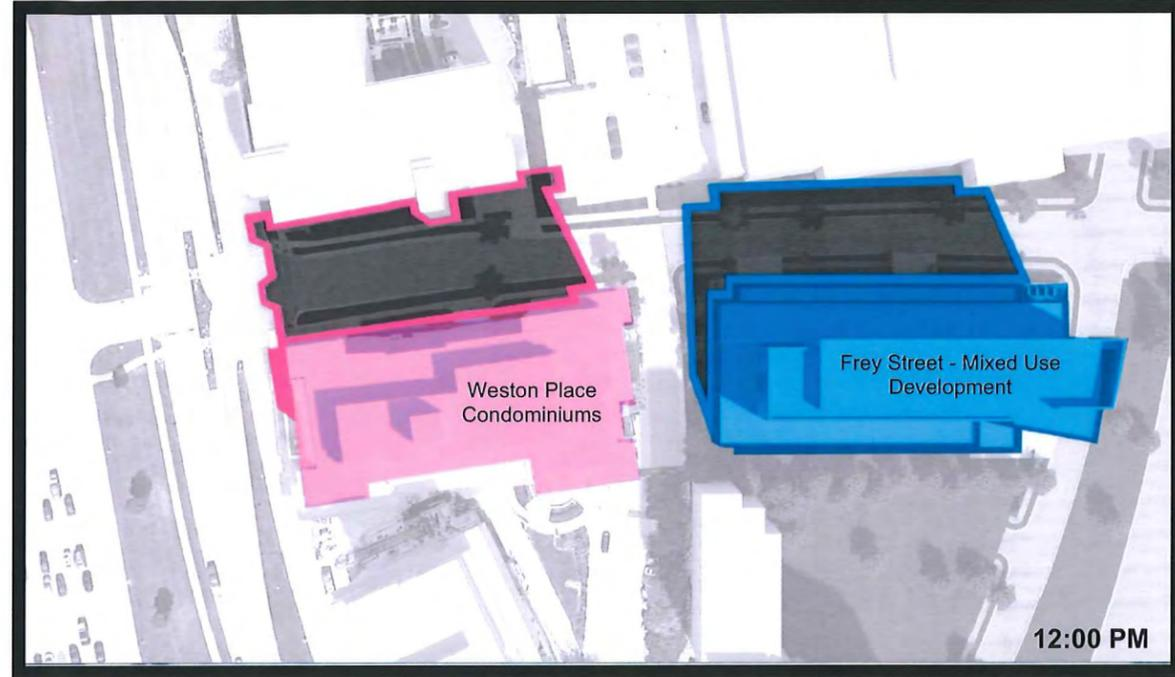 Weston Place
Condominiums
Frey Street - Mixed Use
Development
12:00 PM